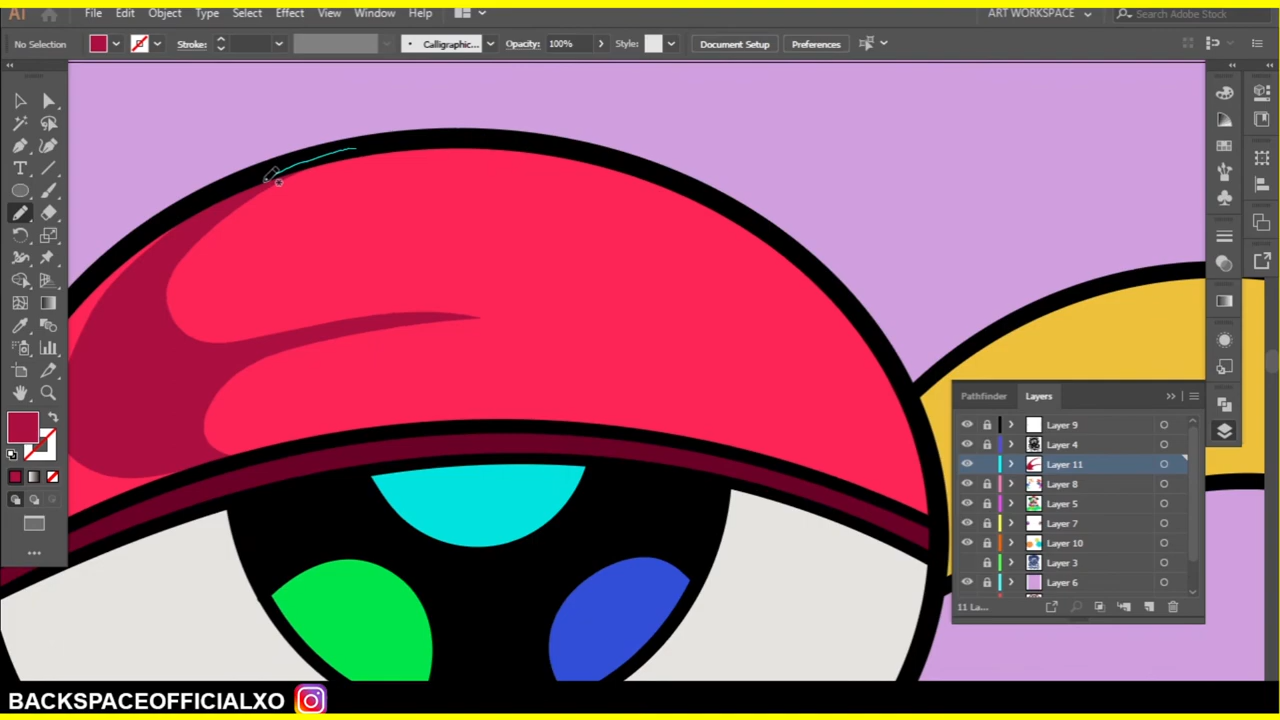 Ai File Edit Object Type Select Effect View Window Help ART WORKSPACE Search Adobe Stock
No Selection Stroke: Calligraphic... Opacity: 100% Style: Document Setup Preferences
Pathfinder Layers
Layer 9
Layer 4
Layer 11
Layer 8
Layer 5
Layer 7
Layer 10
Layer 3
Layer 6
11 La...
BACKSPACEOFFICIALXO